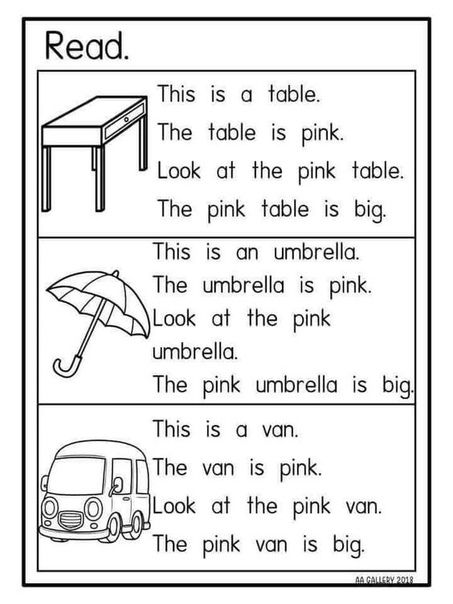 Read.
This is a table.
The table is pink.
Look at the pink table.
The pink table is big.
This is an umbrella.
The umbrella is pink.
Look at the pink
umbrella.
The pink umbrella is big.
This is a van.
The van is pink.
Look at the pink van.
The pink van is big.
AA GALLERY 2018